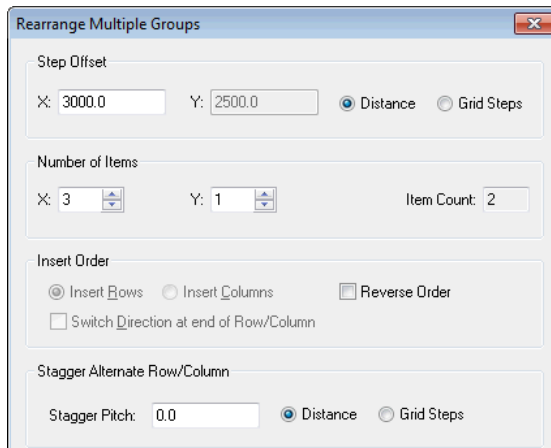 Rearrange Multiple Groups
Step Offset
X: 3000.0 Y: 2500.0 Distance Grid Steps
Number of Items
X: 3 Y: 1 Item Count: 2
Insert Order
Insert Rows Insert Columns Reverse Order
Switch Direction at end of Row/Column
Stagger Alternate Row/Column
Stagger Pitch: 0.0 Distance Grid Steps